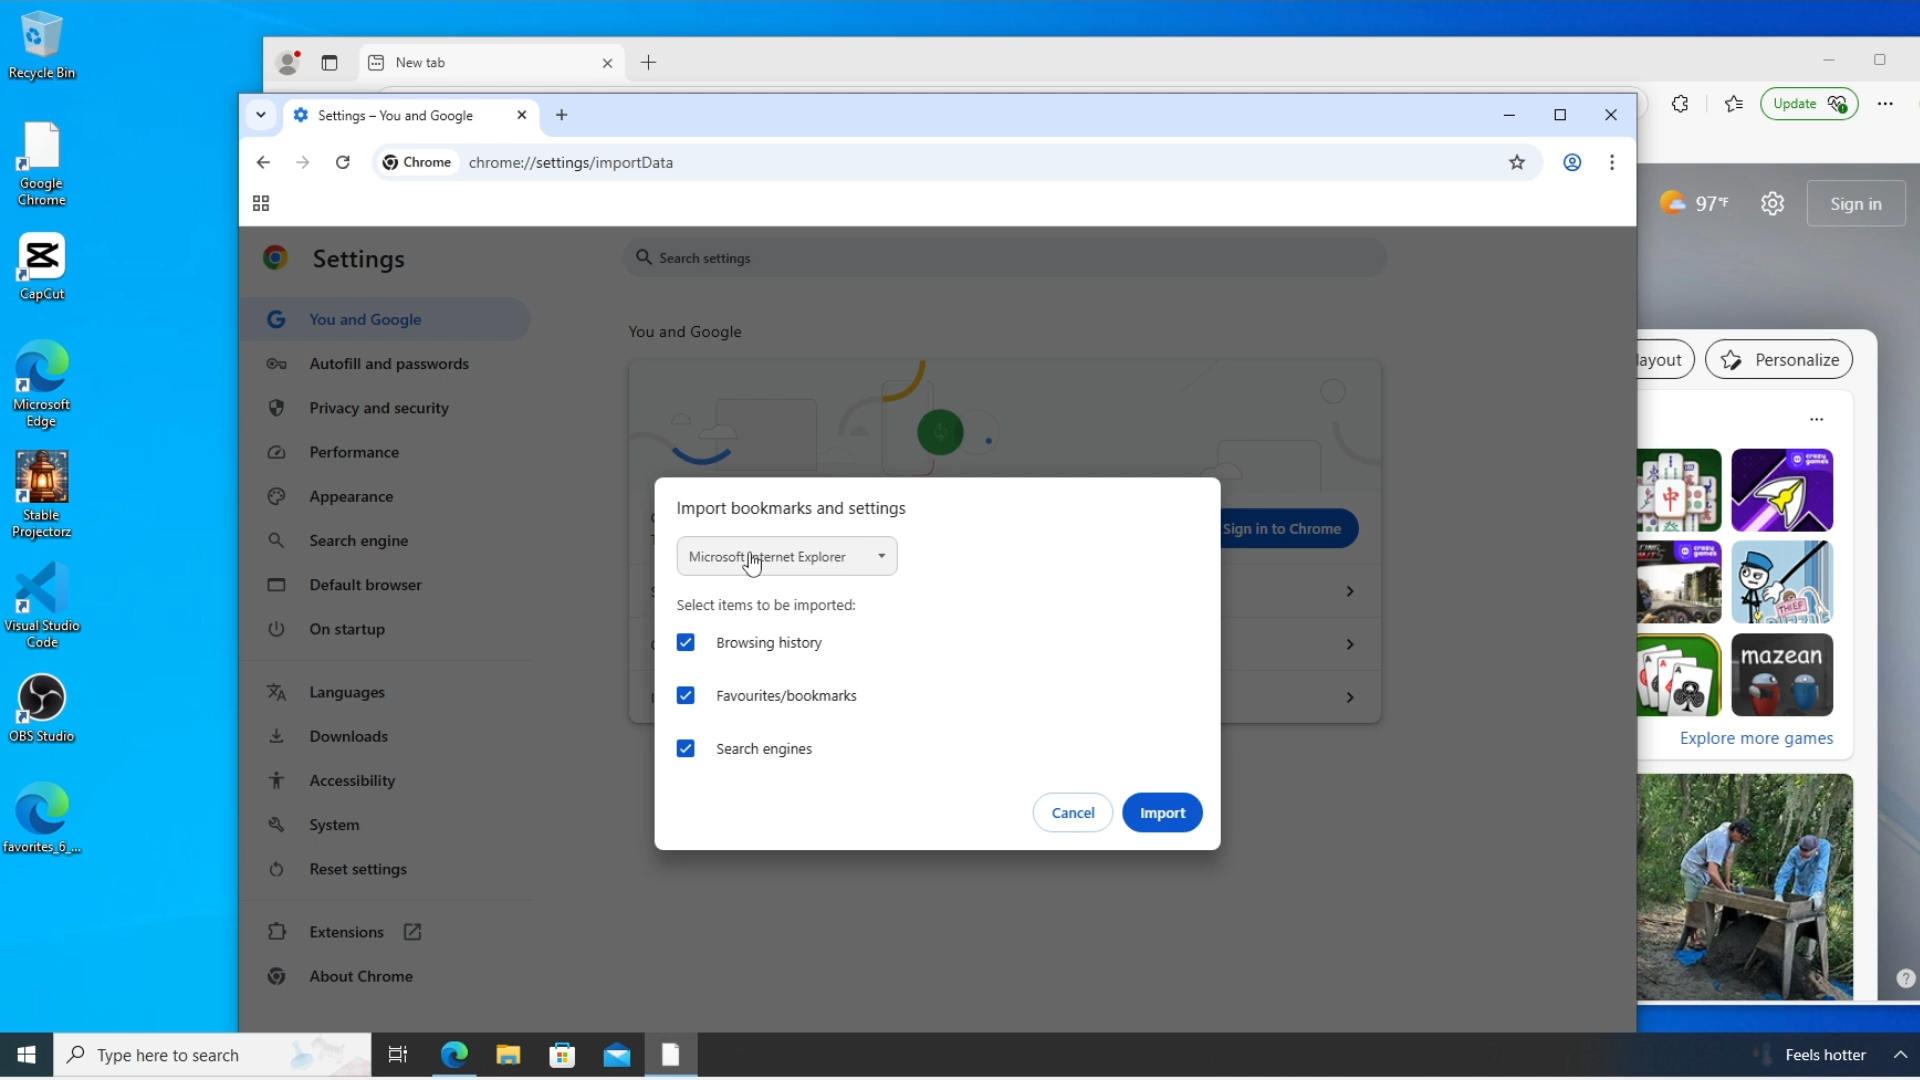 Recycle Bin
Google
Chrome
CapCut
Microsoft
Edge
Stable
Projectorz
Visual Studio
Code
OBS Studio
favorites_6_...
New tab
Update
Settings – You and Google
Chrome
chrome://settings/importData
97°F
Sign in
Settings
Search settings
You and Google
Autofill and passwords
Privacy and security
Performance
Appearance
Search engine
Default browser
On startup
Languages
Downloads
Accessibility
System
Reset settings
Extensions
About Chrome
You and Google
Sign in to Chrome
Import bookmarks and settings
Microsoft Internet Explorer
Select items to be imported:
Browsing history
Favourites/bookmarks
Search engines
Cancel
Import
layout
Personalize
crazy games
mazean
Explore more games
Type here to search
Feels hotter